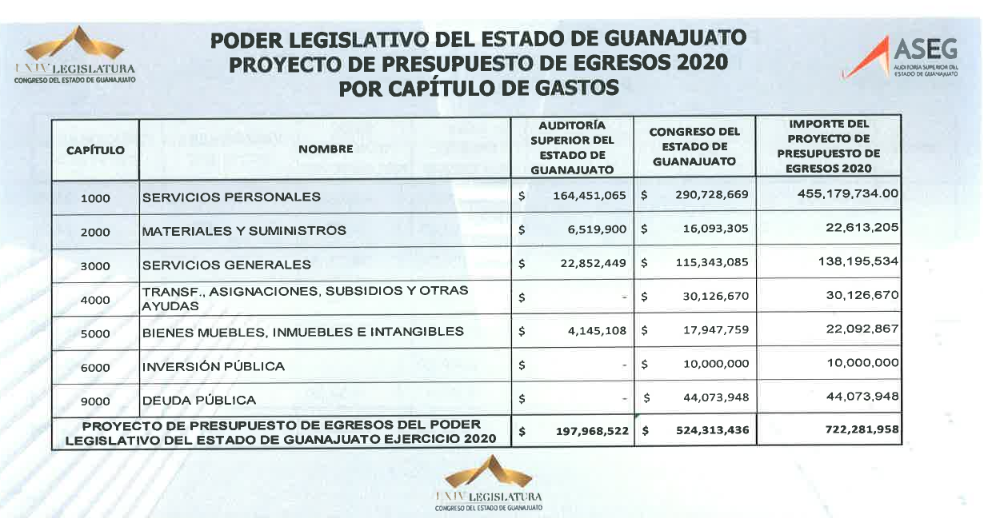 PODER LEGISLATIVO DEL ESTADO DE GUANAJUATO
PROYECTO DE PRESUPUESTO DE EGRESOS 2020
POR CAPÍTULO DE GASTOS
LXIV LEGISLATURA
CONGRESO DEL ESTADO DE GUANAJUATO
ASEG
AUDITORÍA SUPERIOR DEL
ESTADO DE GUANAJUATO
CAPÍTULO NOMBRE AUDITORÍA SUPERIOR DEL ESTADO DE GUANAJUATO CONGRESO DEL ESTADO DE GUANAJUATO IMPORTE DEL PROYECTO DE PRESUPUESTO DE EGRESOS 2020
1000 SERVICIOS PERSONALES $ 164,451,065 $ 290,728,669 455,179,734.00
2000 MATERIALES Y SUMINISTROS $ 6,519,900 $ 16,093,305 22,613,205
3000 SERVICIOS GENERALES $ 22,852,449 $ 115,343,085 138,195,534
4000 TRANSF., ASIGNACIONES, SUBSIDIOS Y OTRAS AYUDAS $ - $ 30,126,670 30,126,670
5000 BIENES MUEBLES, INMUEBLES E INTANGIBLES $ 4,145,108 $ 17,947,759 22,092,867
6000 INVERSIÓN PÚBLICA $ - $ 10,000,000 10,000,000
9000 DEUDA PÚBLICA $ - $ 44,073,948 44,073,948
PROYECTO DE PRESUPUESTO DE EGRESOS DEL PODER LEGISLATIVO DEL ESTADO DE GUANAJUATO EJERCICIO 2020 $ 197,968,522 $ 524,313,436 722,281,958
LXIV LEGISLATURA
CONGRESO DEL ESTADO DE GUANAJUATO